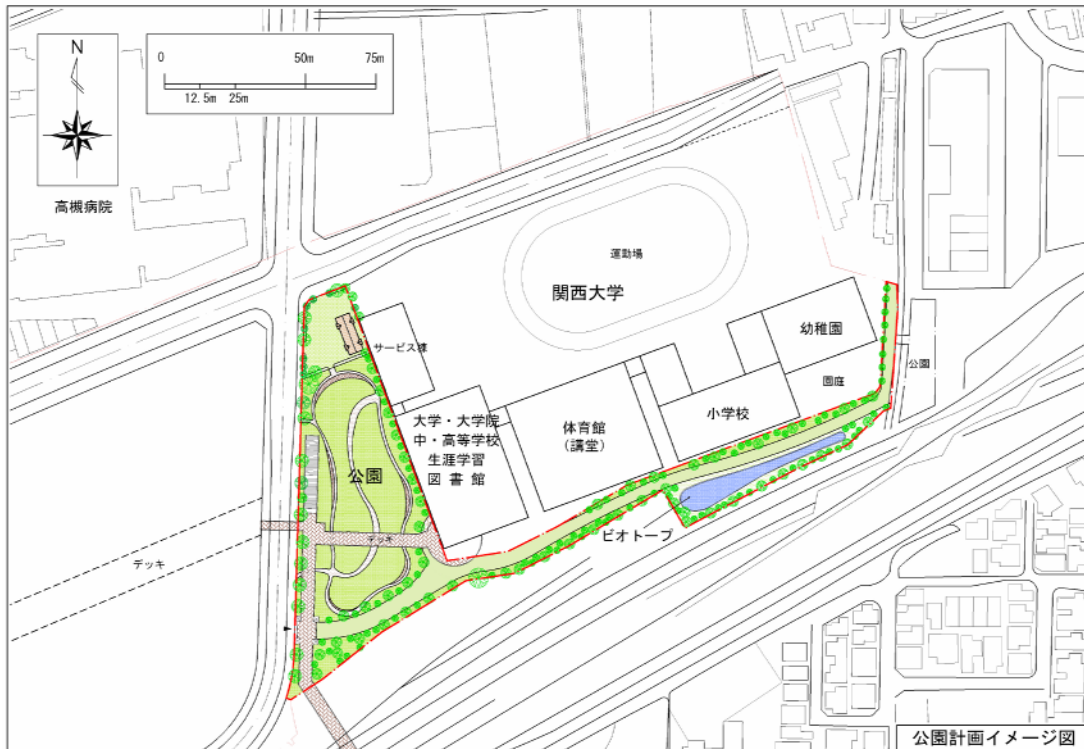 N
0
50m
75m
12.5m
25m
高槻病院
運動場
関西大学
幼稚園
サービス棟
公園
園庭
小学校
大学・大学院
中・高等学校
生涯学習
図 書 館
体育館
(講堂)
公園
ビオトープ
デッキ
デッキ
公園計画イメージ図